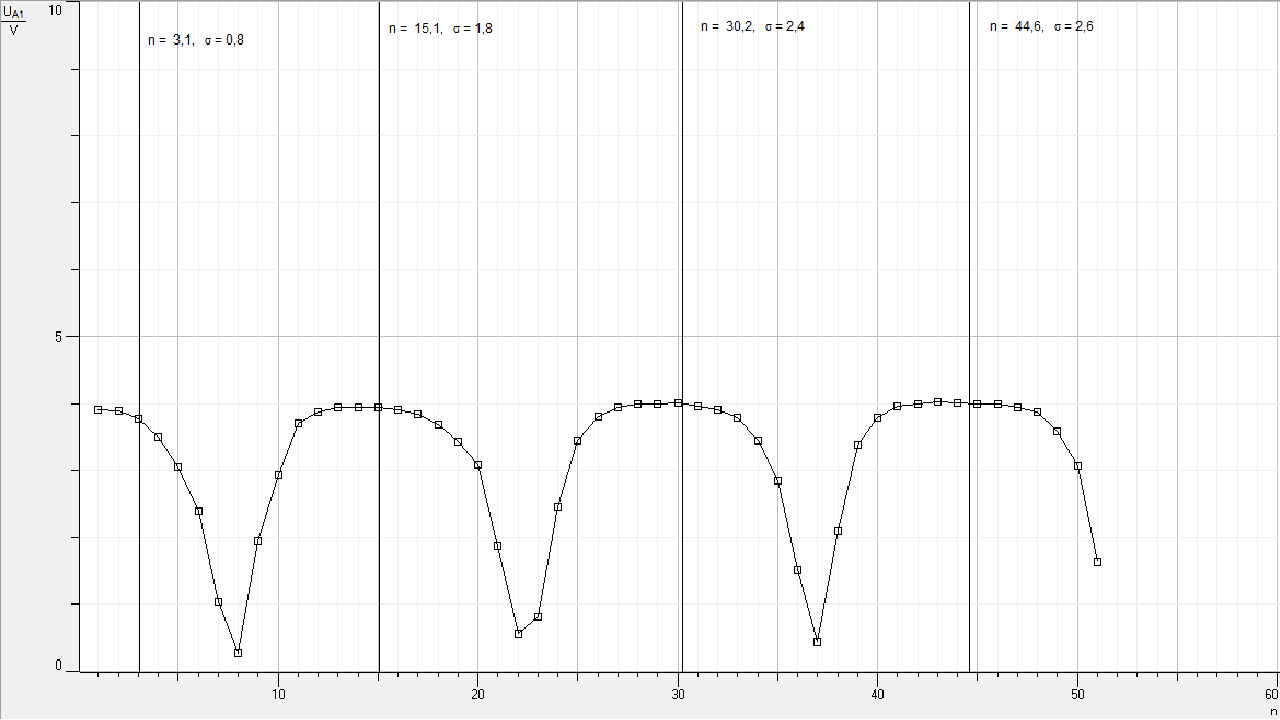 U_A1
V
10
5
0
n = 3,1, σ = 0,8
n = 15,1, σ = 1,8
n = 30,2, σ = 2,4
n = 44,6, σ = 2,6
10 20 30 40 50 60
n